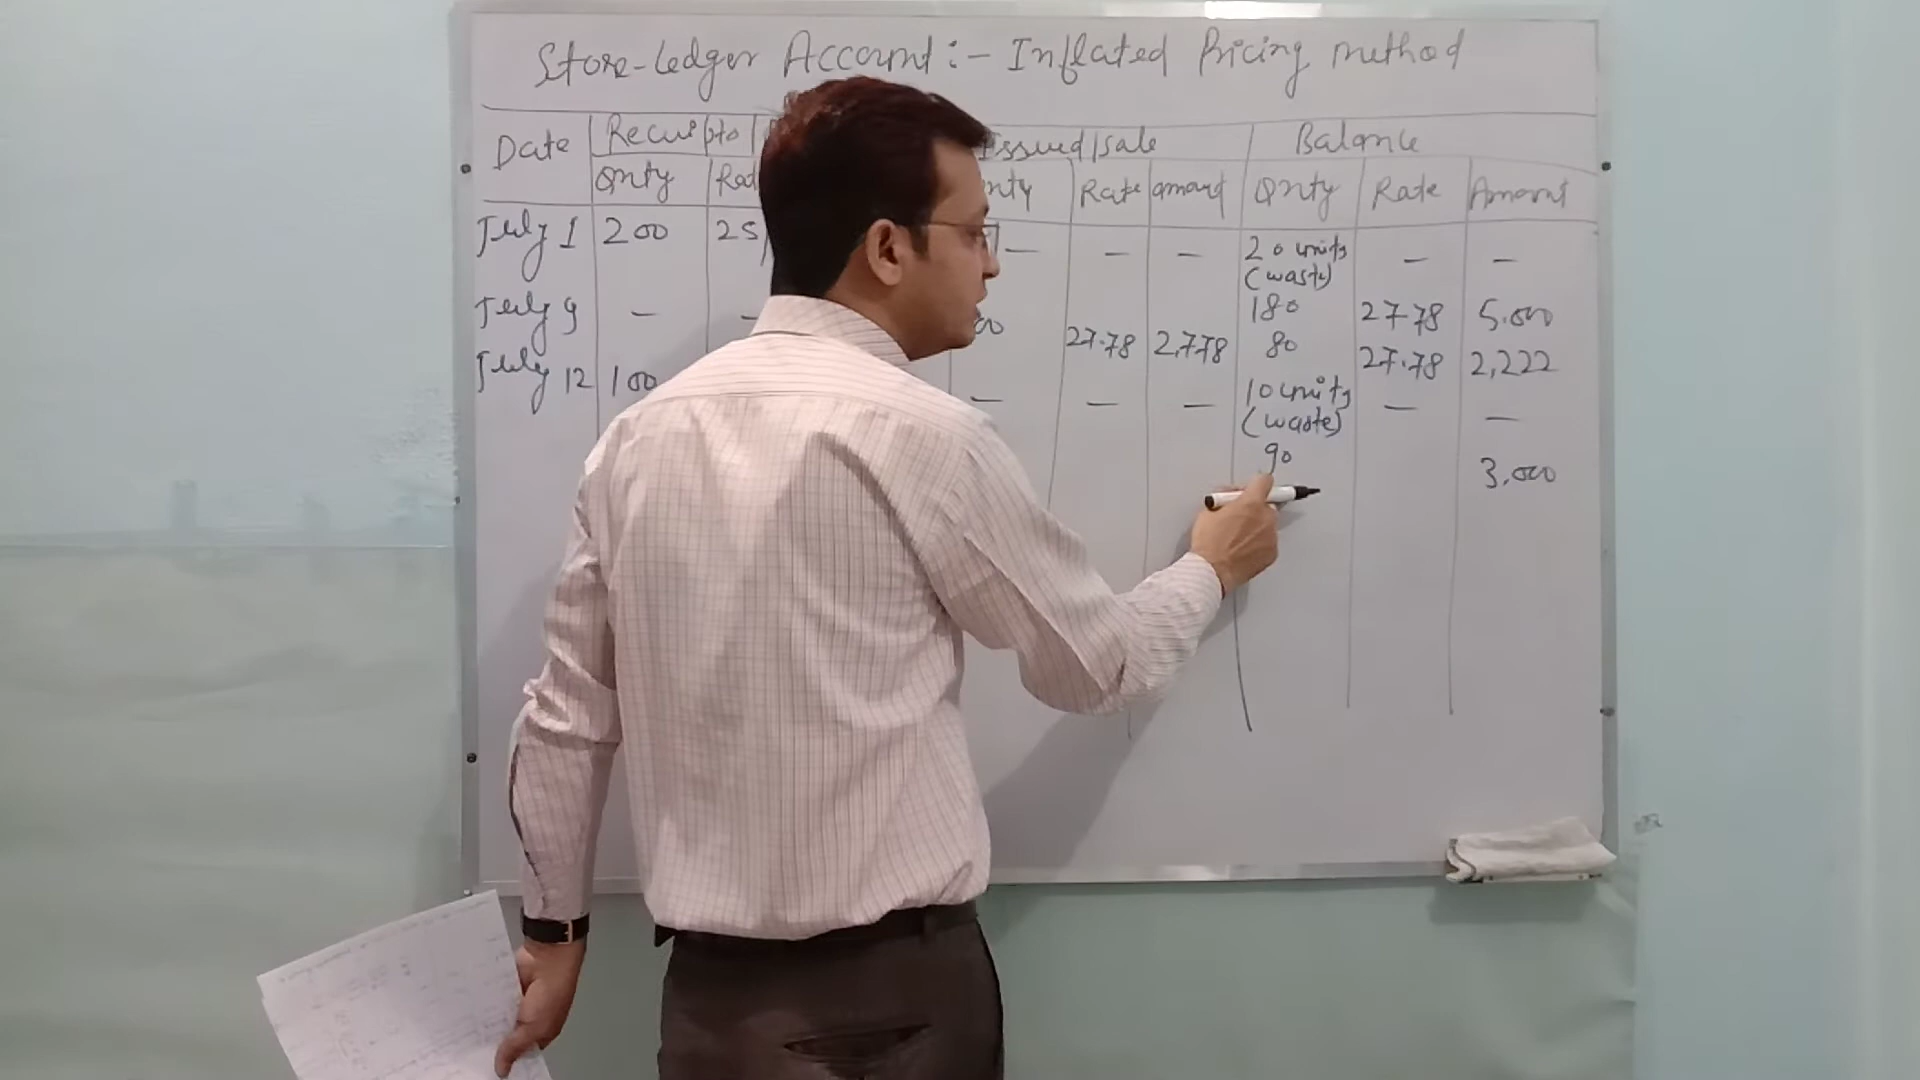 Store-Ledger Account:- Inflated Pricing method
Date Issued/Sale Balance
Qnty Rate amount Qnty Rate Amount
July 1 200 25 — — — 20 units — —
(waste)
July 9 — — 27.78 2,778 180 27.78 5,000
80 27.78 2,222
July 12 100 — — — 10 units — —
(waste)
90 3,000